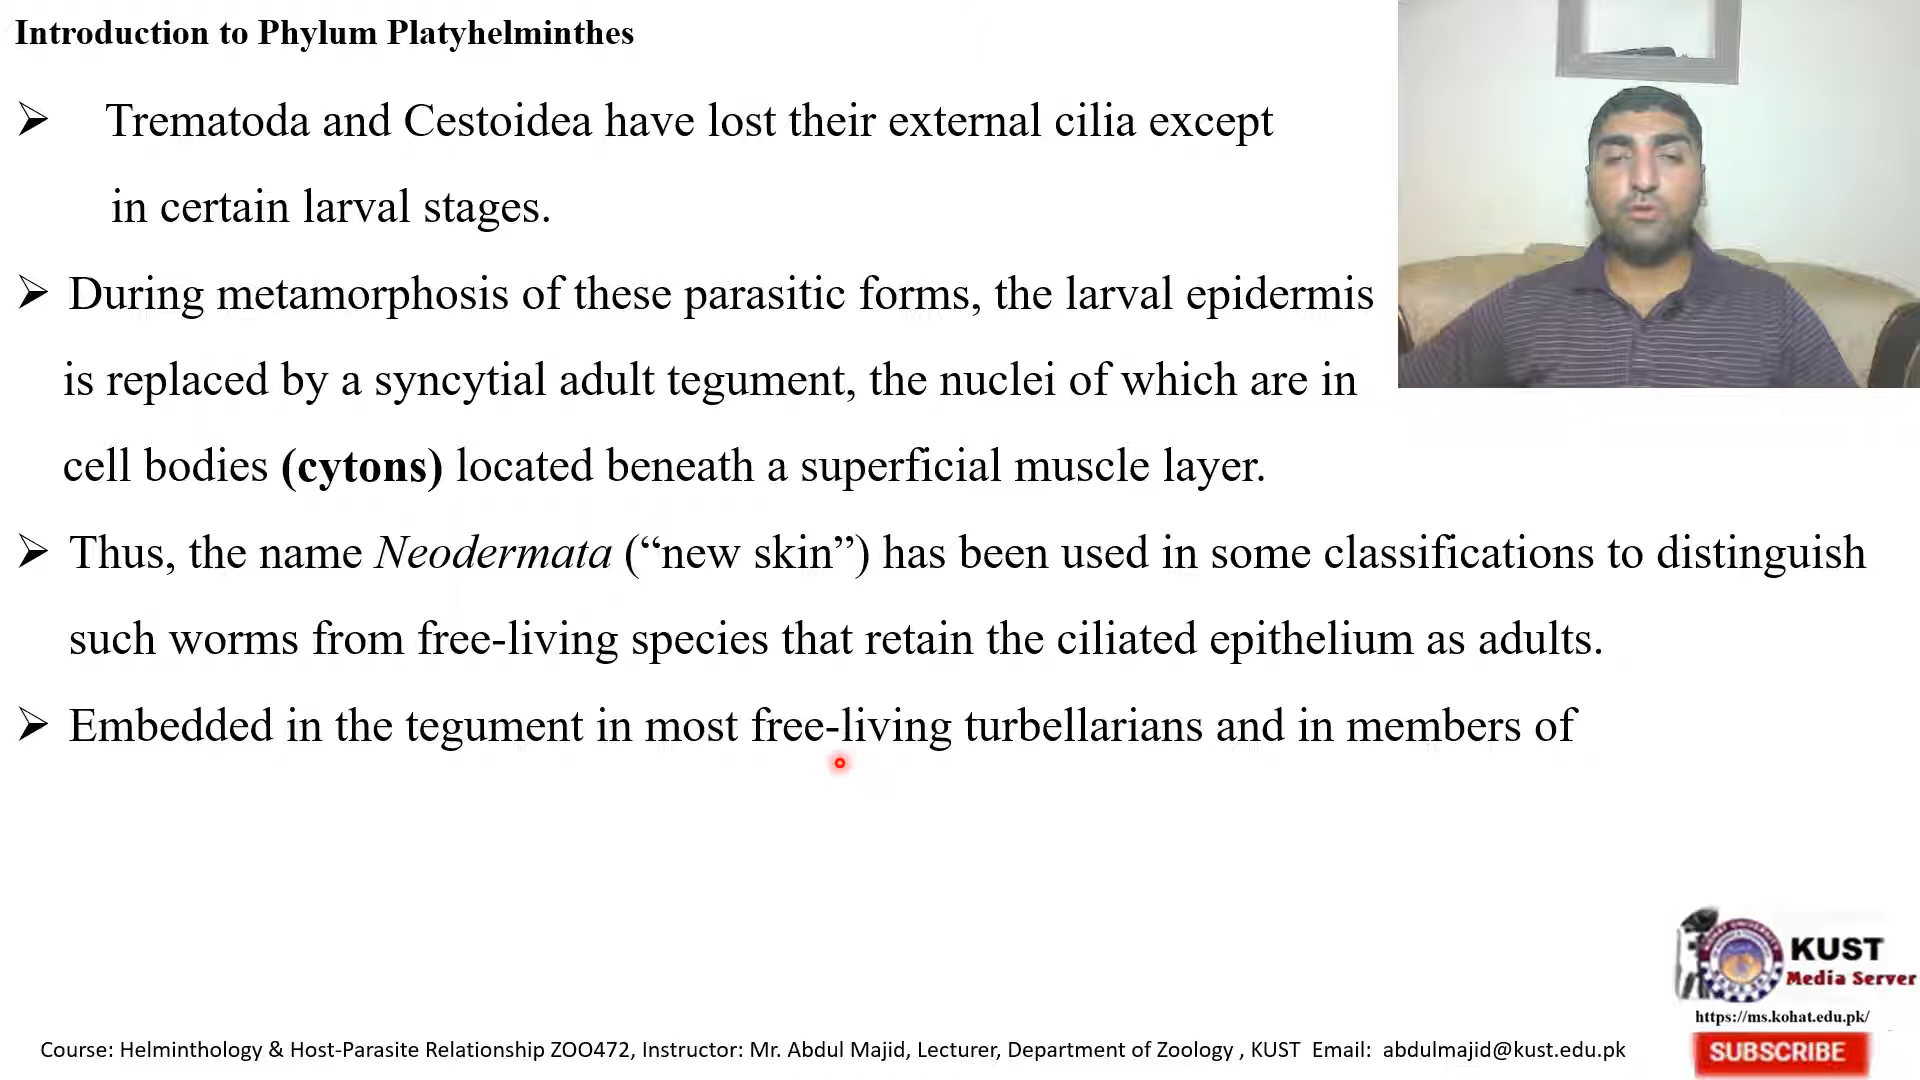 Introduction to Phylum Platyhelminthes
➢ Trematoda and Cestoidea have lost their external cilia except
in certain larval stages.
➢ During metamorphosis of these parasitic forms, the larval epidermis
is replaced by a syncytial adult tegument, the nuclei of which are in
cell bodies (cytons) located beneath a superficial muscle layer.
➢ Thus, the name Neodermata (“new skin”) has been used in some classifications to distinguish
such worms from free-living species that retain the ciliated epithelium as adults.
➢ Embedded in the tegument in most free-living turbellarians and in members of
KUST
Media Server
https://ms.kohat.edu.pk/
SUBSCRIBE
Course: Helminthology & Host-Parasite Relationship ZOO472, Instructor: Mr. Abdul Majid, Lecturer, Department of Zoology , KUST Email: abdulmajid@kust.edu.pk